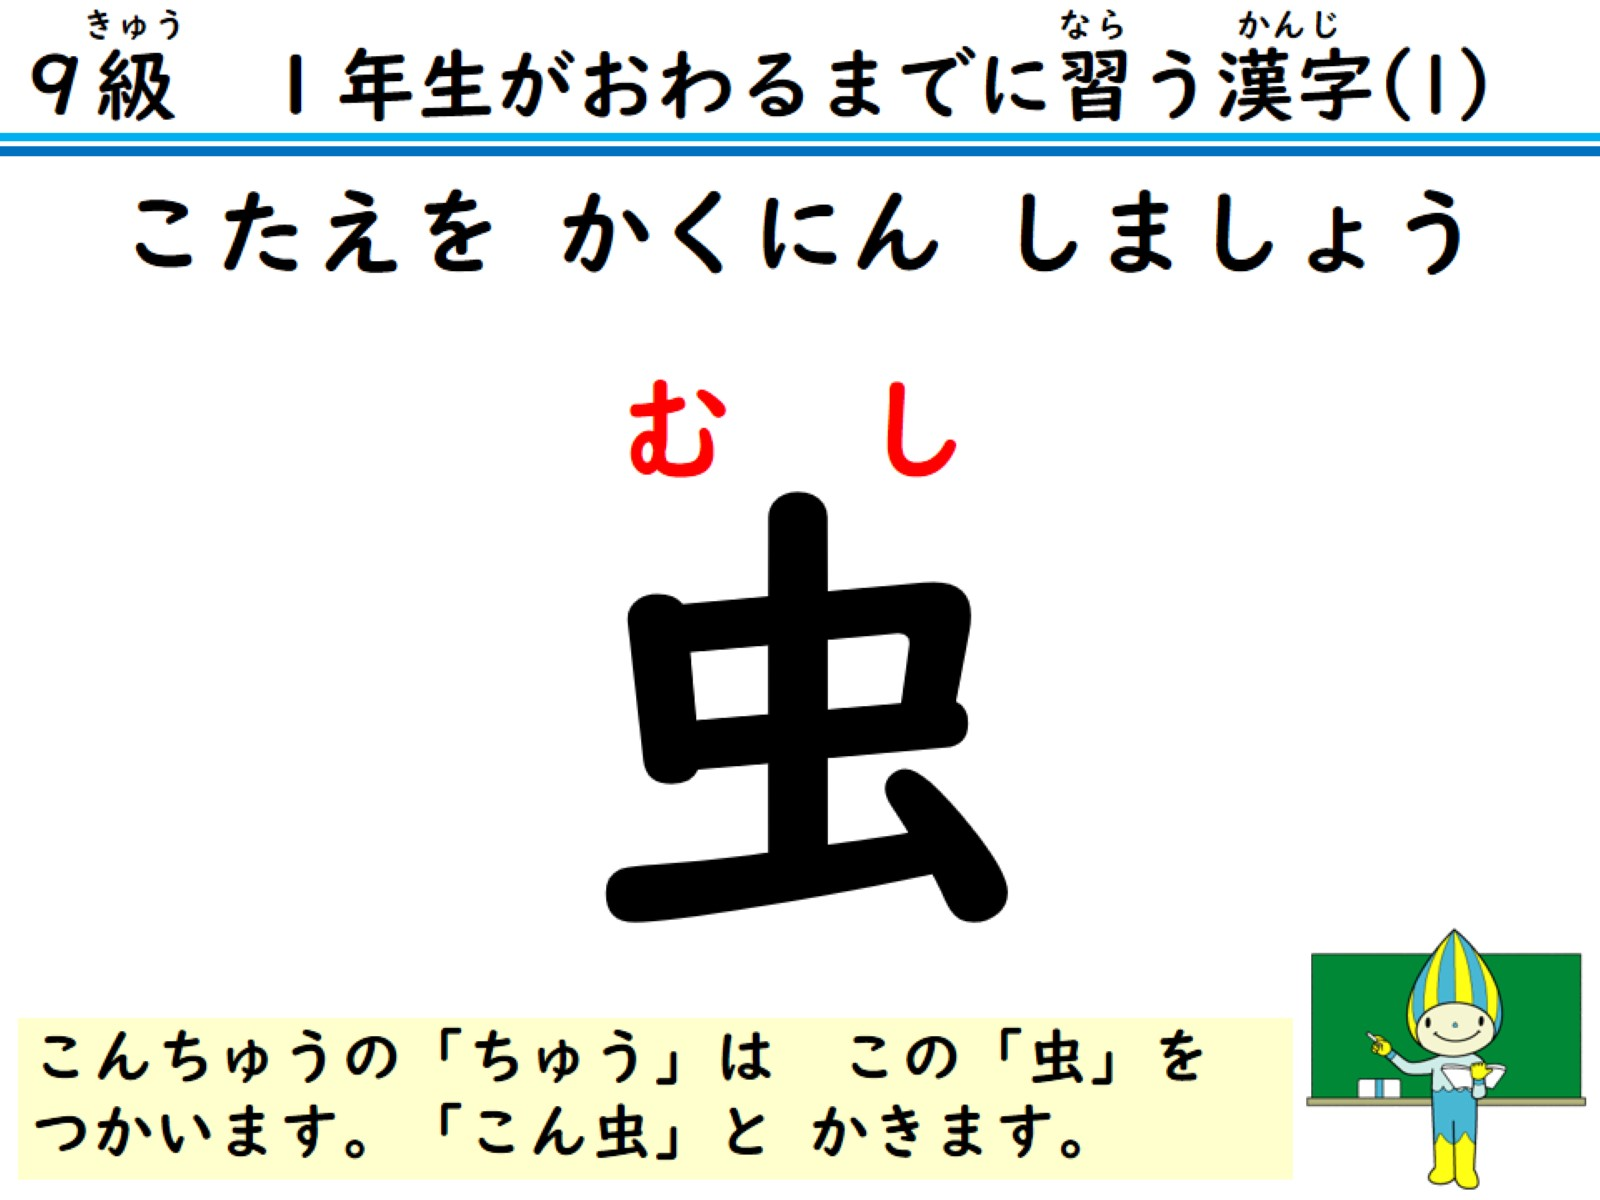 きゅう なら かんじ
9級 1年生がおわるまでに習う漢字(1)
こたえを かくにん しましょう
むし
虫
こんちゅうの「ちゅう」は この「虫」を
つかいます。「こん虫」と かきます。